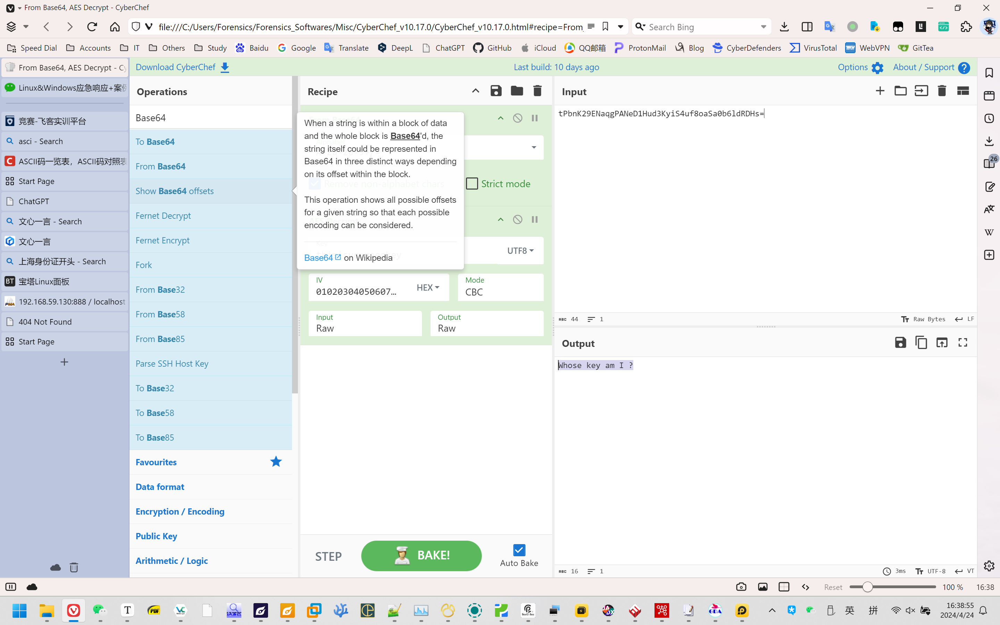 From Base64, AES Decrypt - CyberChef
file:///C:/Users/Forensics/Forensics_Softwares/Misc/CyberChef_v10.17.0/CyberChef_v10.17.0.html#recipe=From_
Search Bing
Speed Dial
Accounts
IT
Others
Study
Baidu
Google
Translate
DeepL
ChatGPT
GitHub
iCloud
QQ邮箱
ProtonMail
Blog
CyberDefenders
VirusTotal
WebVPN
GitTea
From Base64, AES Decrypt - Cy
Linux&Windows应急响应+案例
竞赛-飞客实训平台
asci - Search
ASCII码一览表，ASCII码对照表
Start Page
ChatGPT
文心一言 - Search
文心一言
上海身份证开头 - Search
宝塔Linux面板
192.168.59.130:888 / localhost
404 Not Found
Start Page
Download CyberChef
Last build: 10 days ago
Options
About / Support
Operations
Base64
To Base64
From Base64
Show Base64 offsets
Fernet Decrypt
Fernet Encrypt
Fork
From Base32
From Base58
From Base85
Parse SSH Host Key
To Base32
To Base58
To Base85
Favourites
Data format
Encryption / Encoding
Public Key
Arithmetic / Logic
Recipe
When a string is within a block of data
and the whole block is Base64'd, the
string itself could be represented in
Base64 in three distinct ways depending
on its offset within the block.
This operation shows all possible offsets
for a given string so that each possible
encoding can be considered.
Base64 on Wikipedia
Remove non-alphabet chars
Strict mode
Key
UTF8
IV
01020304050607…
HEX
Mode
CBC
Input
Raw
Output
Raw
STEP
BAKE!
Auto Bake
Input
tPbnK29ENaqgPANeD1Hud3KyiS4uf8oaSa0b6ldRDHs=
44
1
Raw Bytes
LF
Output
Whose key am I ?
16
1
3ms
UTF-8
VT
26
Reset
100 %
16:38
英
拼
16:38:55
2024/4/24